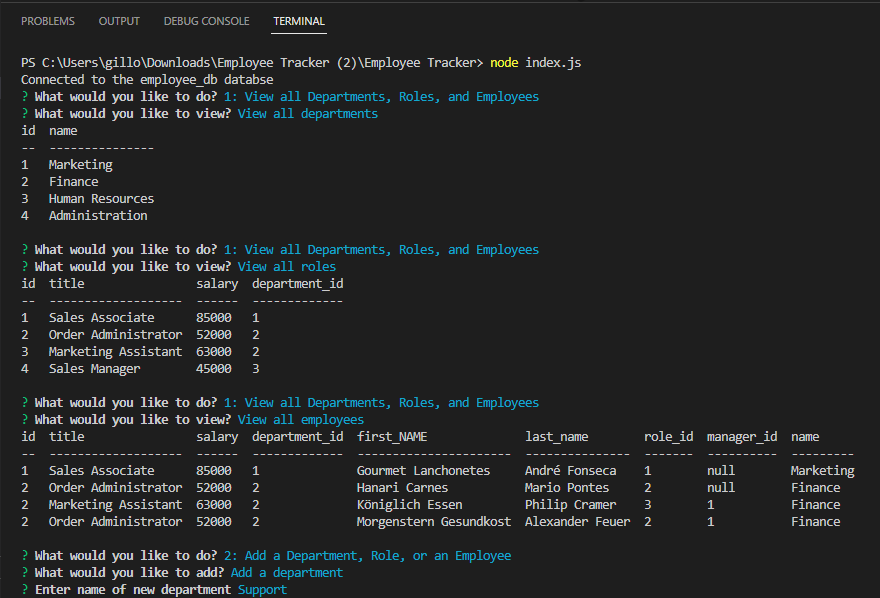 PROBLEMS OUTPUT DEBUG CONSOLE TERMINAL
PS C:\Users\gillo\Downloads\Employee Tracker (2)\Employee Tracker> node index.js
Connected to the employee_db databse
? What would you like to do? 1: View all Departments, Roles, and Employees
? What would you like to view? View all departments
id name
-- ---------------
1 Marketing
2 Finance
3 Human Resources
4 Administration
? What would you like to do? 1: View all Departments, Roles, and Employees
? What would you like to view? View all roles
id title salary department_id
-- ------------------- ------ -------------
1 Sales Associate 85000 1
2 Order Administrator 52000 2
3 Marketing Assistant 63000 2
4 Sales Manager 45000 3
? What would you like to do? 1: View all Departments, Roles, and Employees
? What would you like to view? View all employees
id title salary department_id first_NAME last_name role_id manager_id name
-- ------------------- ------ ------------- ---------------------- --------------- ------- ---------- ---------
1 Sales Associate 85000 1 Gourmet Lanchonetes André Fonseca 1 null Marketing
2 Order Administrator 52000 2 Hanari Carnes Mario Pontes 2 null Finance
2 Marketing Assistant 63000 2 Königlich Essen Philip Cramer 3 1 Finance
2 Order Administrator 52000 2 Morgenstern Gesundkost Alexander Feuer 2 1 Finance
? What would you like to do? 2: Add a Department, Role, or an Employee
? What would you like to add? Add a department
? Enter name of new department Support